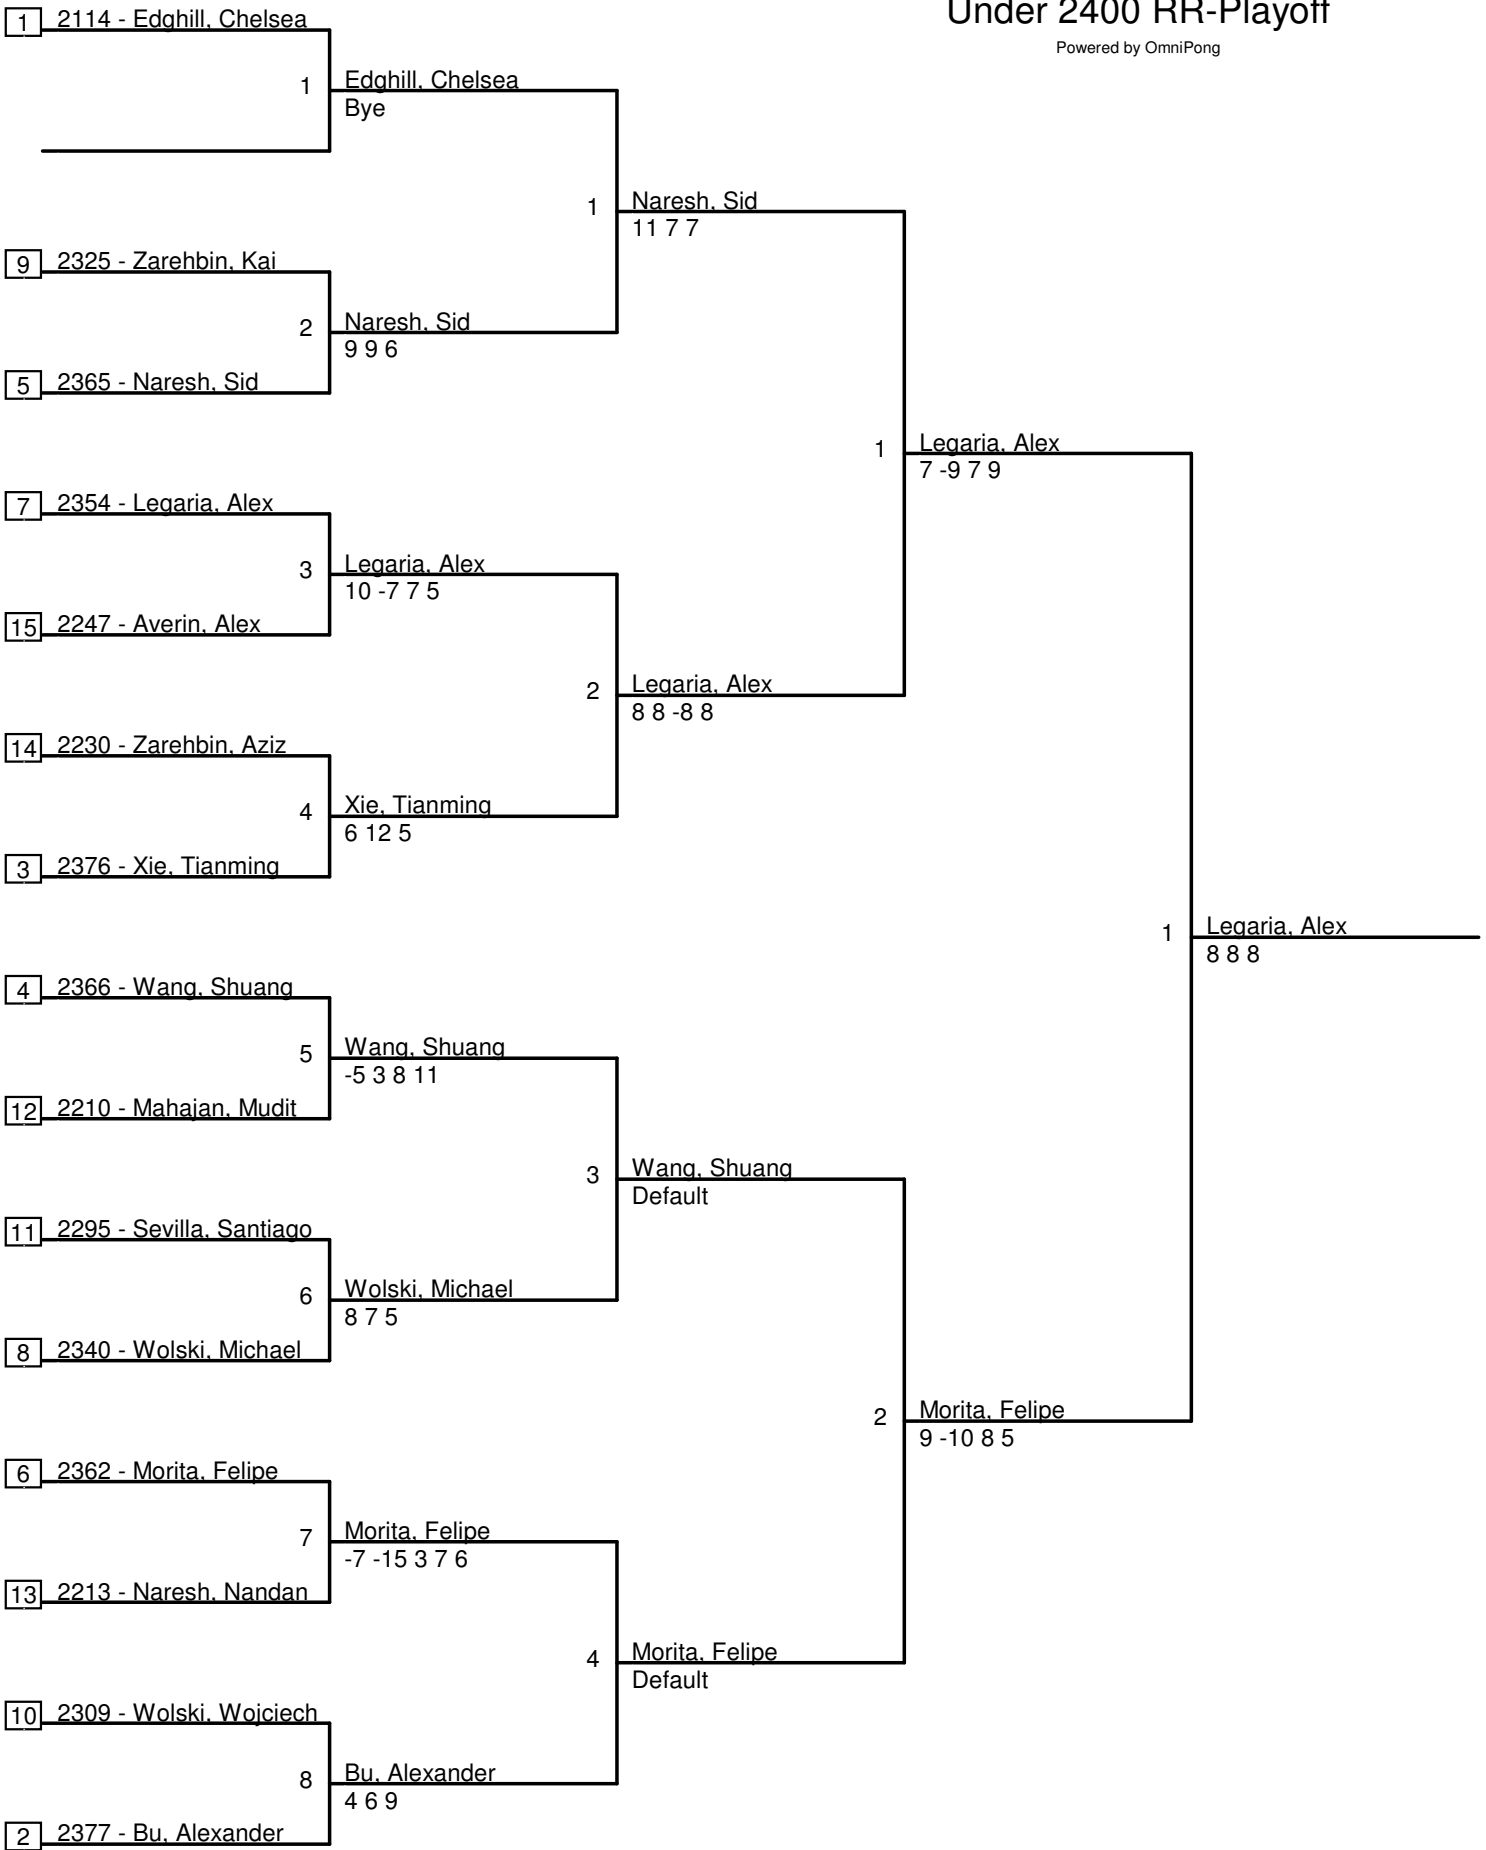 Under 2400 RR-Playoff
Powered by OmniPong
1 2114 - Edghill, Chelsea
1 Edghill, Chelsea
Bye
1 Naresh, Sid
11 7 7
9 2325 - Zarehbin, Kai
2 Naresh, Sid
9 9 6
5 2365 - Naresh, Sid
1 Legaria, Alex
7 -9 7 9
7 2354 - Legaria, Alex
3 Legaria, Alex
10 -7 7 5
15 2247 - Averin, Alex
2 Legaria, Alex
8 8 -8 8
14 2230 - Zarehbin, Aziz
4 Xie, Tianming
6 12 5
3 2376 - Xie, Tianming
1 Legaria, Alex
8 8 8
4 2366 - Wang, Shuang
5 Wang, Shuang
-5 3 8 11
12 2210 - Mahajan, Mudit
3 Wang, Shuang
Default
11 2295 - Sevilla, Santiago
6 Wolski, Michael
8 7 5
8 2340 - Wolski, Michael
2 Morita, Felipe
9 -10 8 5
6 2362 - Morita, Felipe
7 Morita, Felipe
-7 -15 3 7 6
13 2213 - Naresh, Nandan
4 Morita, Felipe
Default
10 2309 - Wolski, Wojciech
8 Bu, Alexander
4 6 9
2 2377 - Bu, Alexander